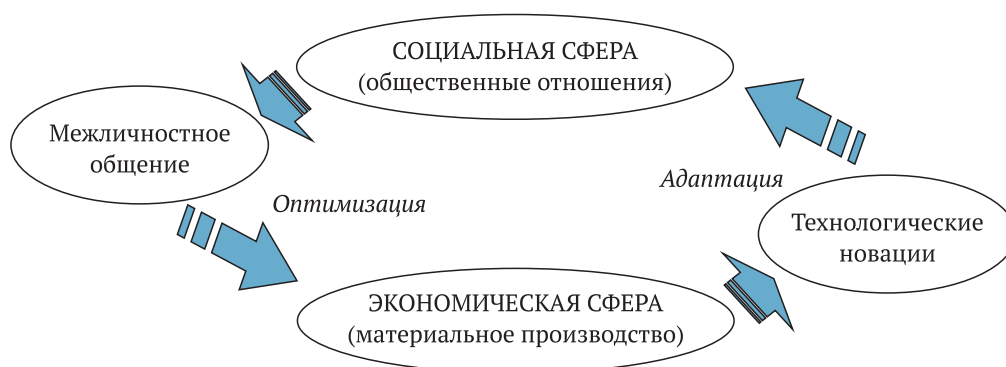 СОЦИАЛЬНАЯ СФЕРА
(общественные отношения)
Межличностное
общение
Адаптация
Оптимизация
Технологические
новации
ЭКОНОМИЧЕСКАЯ СФЕРА
(материальное производство)